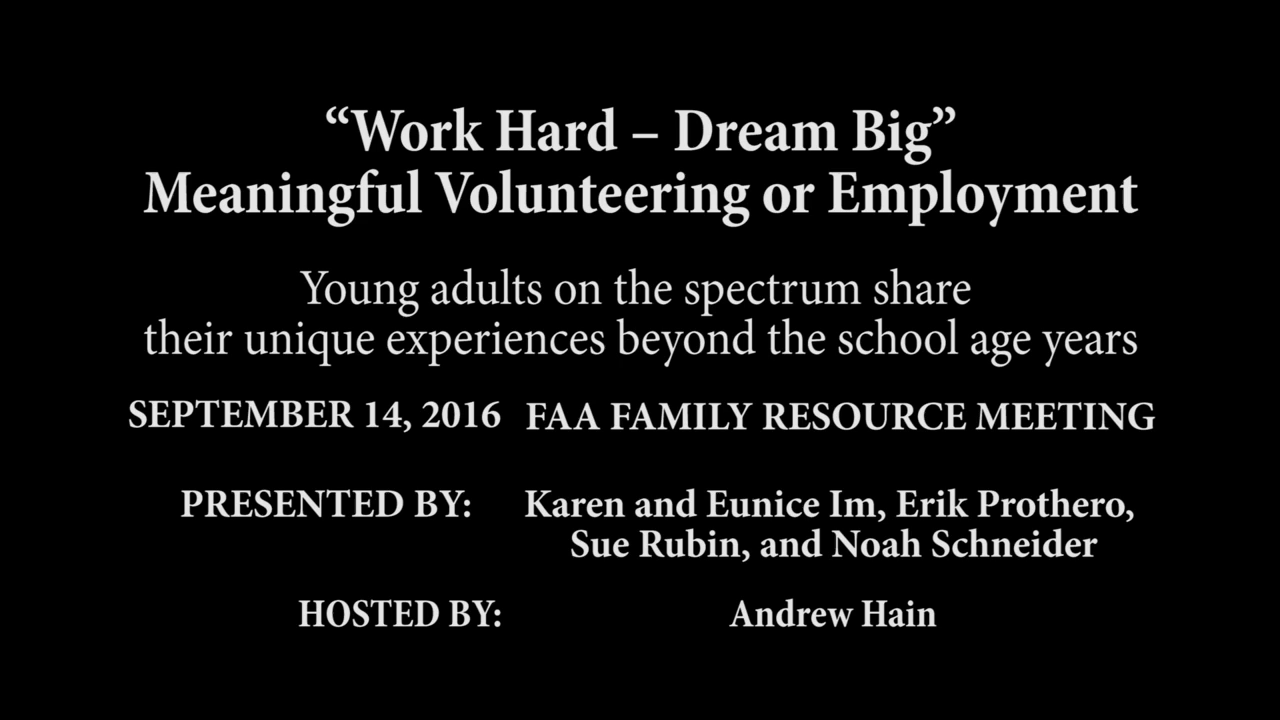 “Work Hard – Dream Big”
Meaningful Volunteering or Employment
Young adults on the spectrum share
their unique experiences beyond the school age years
SEPTEMBER 14, 2016 FAA FAMILY RESOURCE MEETING
PRESENTED BY: Karen and Eunice Im, Erik Prothero,
Sue Rubin, and Noah Schneider
HOSTED BY: Andrew Hain